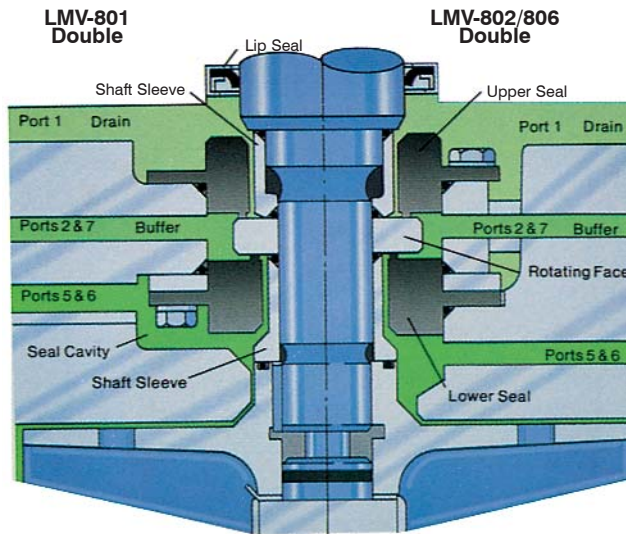 LMV-801
Double
LMV-802/806
Double
Lip Seal
Shaft Sleeve
Upper Seal
Port 1 Drain
Port 1 Drain
Ports 2 & 7 Buffer
Ports 2 & 7 Buffer
Rotating Face
Ports 5 & 6
Seal Cavity
Ports 5 & 6
Shaft Sleeve
Lower Seal